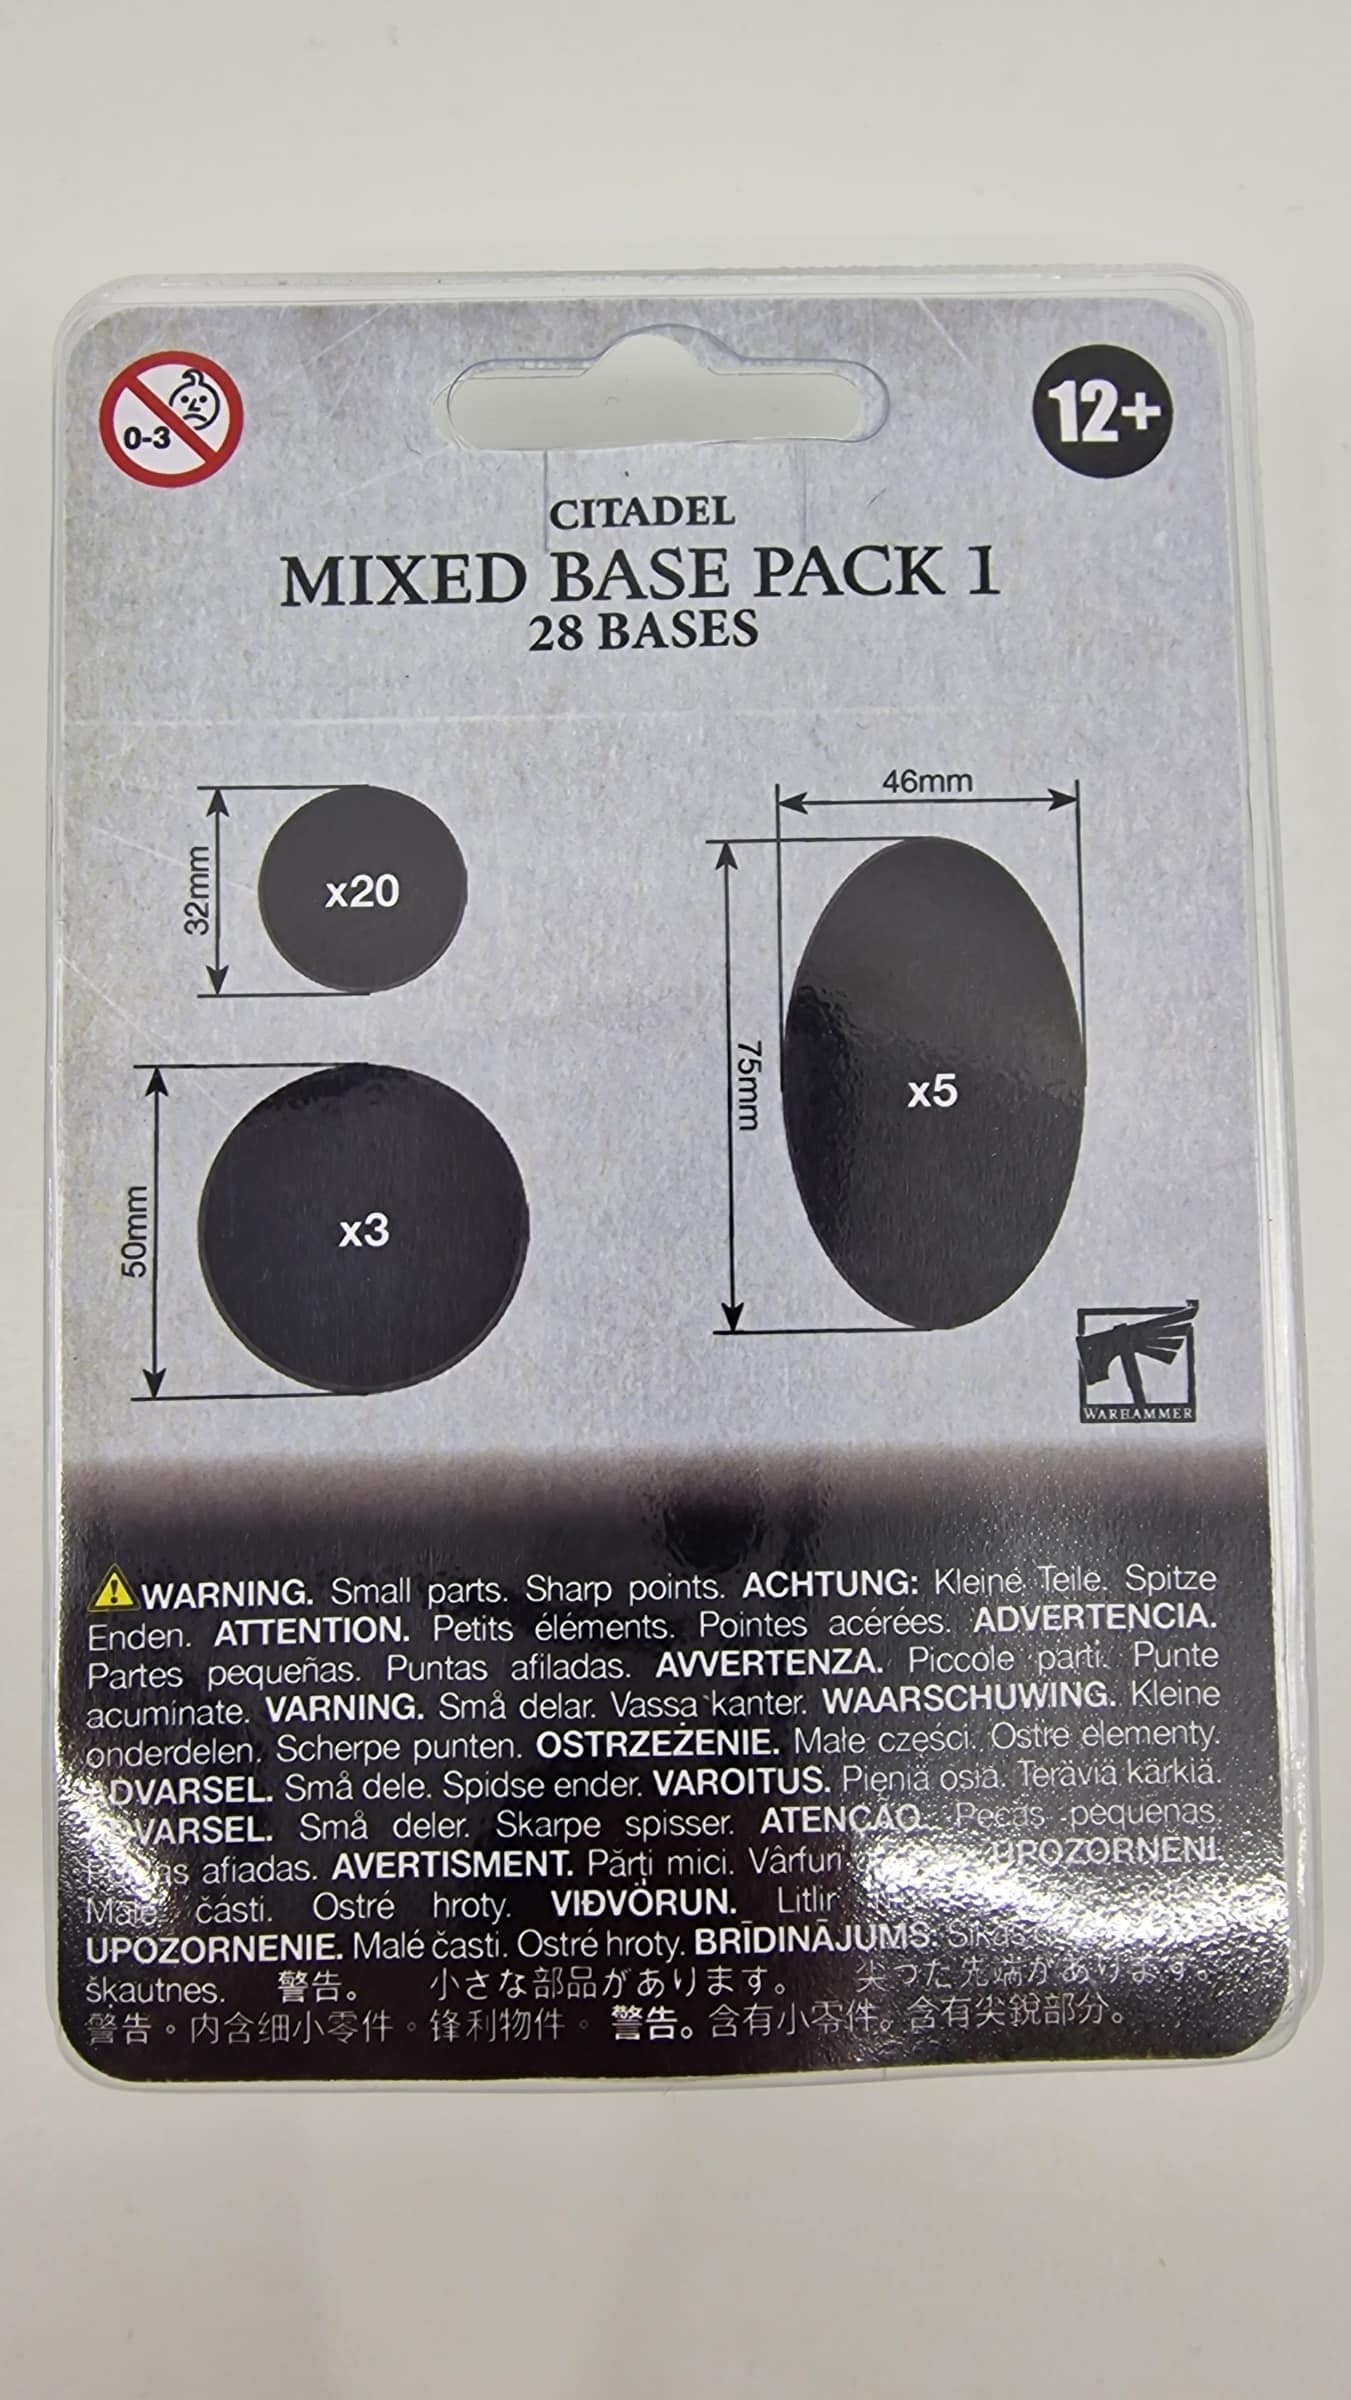 0-3
12+
CITADEL
MIXED BASE PACK 1
28 BASES
32mm
x20
46mm
75mm
x5
50mm
x3
WARHAMMER
WARNING. Small parts. Sharp points. ACHTUNG: Kleine Teile. Spitze
Enden. ATTENTION. Petits éléments. Pointes acérées. ADVERTENCIA.
Partes pequeñas. Puntas afiladas. AVVERTENZA. Piccole parti. Punte
acuminate. VARNING. Små delar. Vassa kanter. WAARSCHUWING. Kleine
onderdelen. Scherpe punten. OSTRZEŻENIE. Małe części. Ostre elementy.
ADVARSEL. Små dele. Spidse ender. VAROITUS. Pieniä osia. Teräviä kärkiä.
ADVARSEL. Små deler. Skarpe spisser. ATENÇÃO. Peças pequenas.
afiadas. AVERTISMENT. Părți mici. Vârfuri UPOZORNENI.
Malé části. Ostré hroty. VIÐVÖRUN. Litlir
UPOZORNENIE. Malé časti. Ostré hroty. BRĪDINĀJUMS.
škautnes. 警告。 小さな部品があります。 尖った先端があります。
警告。内含细小零件。锋利物件。 警告。含有小零件。含有尖銳部分。